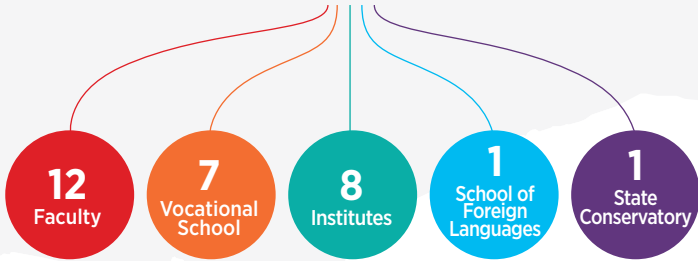 12
Faculty
7
Vocational
School
8
Institutes
1
School of
Foreign
Languages
1
State
Conservatory